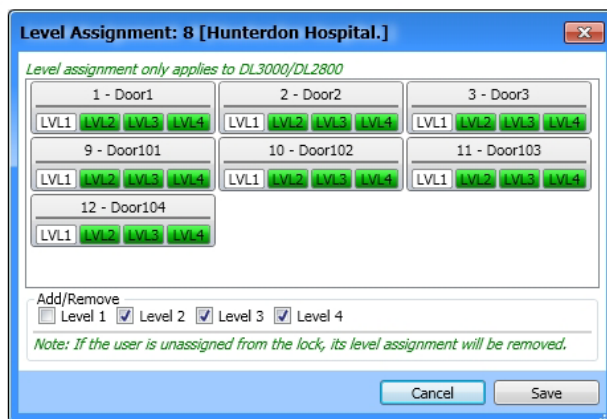 Level Assignment: 8 [Hunterdon Hospital.]
Level assignment only applies to DL3000/DL2800
1 - Door1 2 - Door2 3 - Door3
LVL1 LVL2 LVL3 LVL4 LVL1 LVL2 LVL3 LVL4 LVL1 LVL2 LVL3 LVL4
9 - Door101 10 - Door102 11 - Door103
LVL1 LVL2 LVL3 LVL4 LVL1 LVL2 LVL3 LVL4 LVL1 LVL2 LVL3 LVL4
12 - Door104
LVL1 LVL2 LVL3 LVL4
Add/Remove
Level 1 Level 2 Level 3 Level 4
Note: If the user is unassigned from the lock, its level assignment will be removed.
Cancel Save